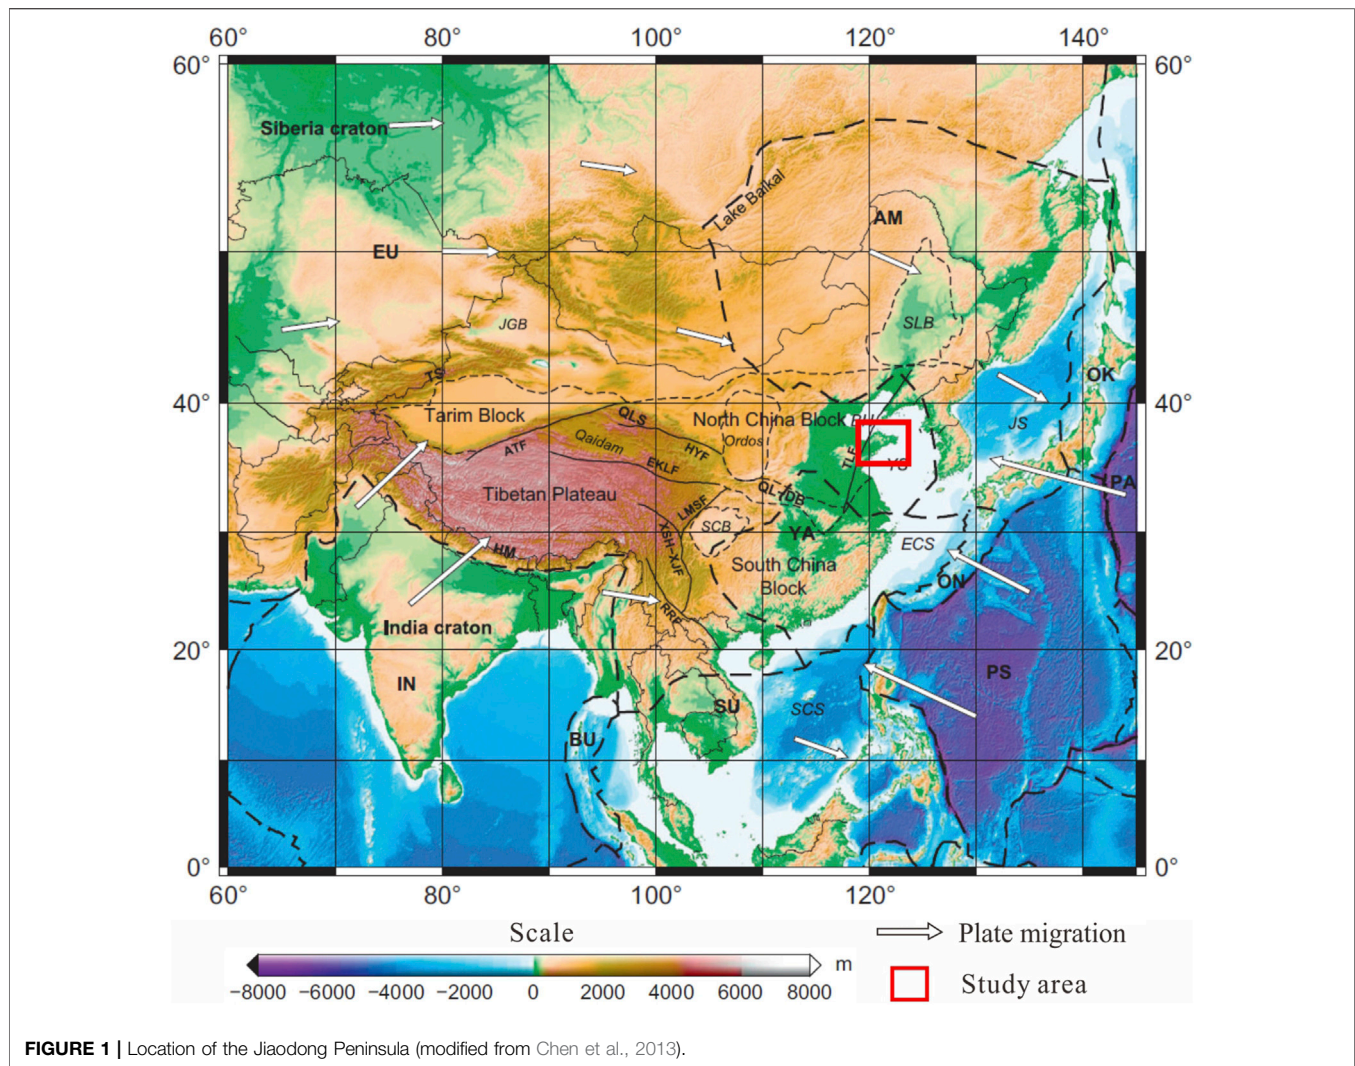 60° 80° 100° 120° 140°
60° 60°
Siberia craton
Lake Baikal
AM
EU
JGB
SLB
TS
OK
40° 40°
Tarim Block
QLS
North China Block
JS
Qaidam
Ordos
HYF
ATF
TLF
YS
EKLF
PA
Tibetan Plateau
QL-DB
LMSF
SCB
YA
XSH-XJF
ECS
HM
South China
Block
ON
RRF
India craton
20° 20°
IN
PS
SU
SCS
BU
0° 0°
60° 80° 100° 120° 140°
Scale
Plate migration
m
−8000 −6000 −4000 −2000 0 2000 4000 6000 8000
Study area
FIGURE 1 | Location of the Jiaodong Peninsula (modified from Chen et al., 2013).